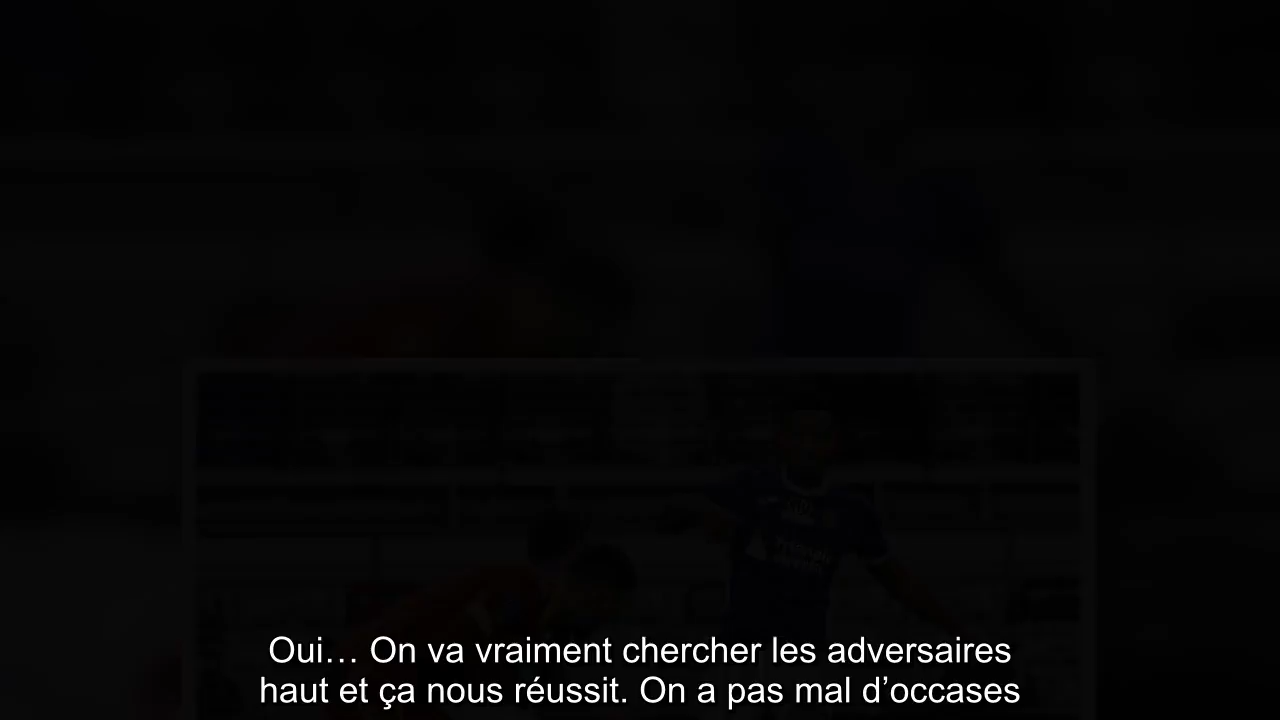 Oui… On va vraiment chercher les adversaires
haut et ça nous réussit. On a pas mal d’occases